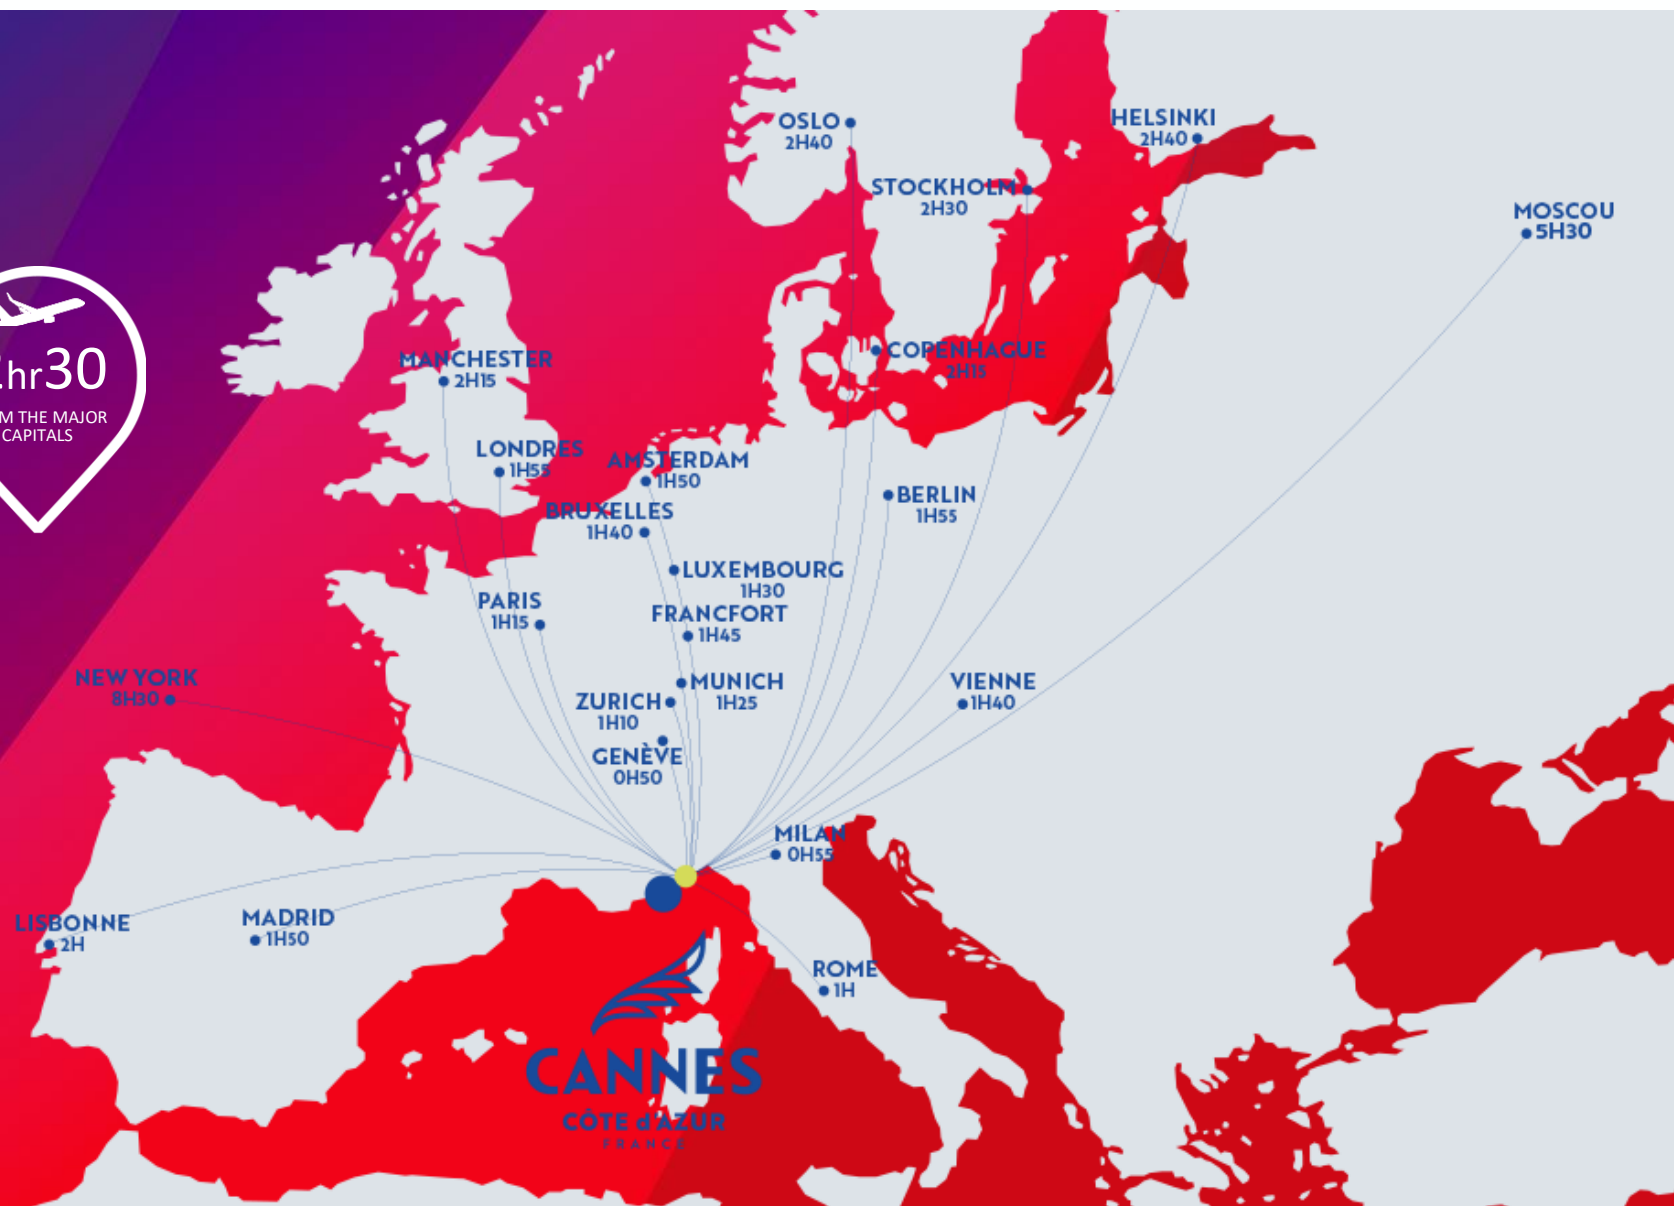 OSLO
2H40
HELSINKI
2H40
STOCKHOLM
2H30
MOSCOU
5H30
hr30
THE MAJOR
CAPITALS
MANCHESTER
2H15
COPENHAGUE
2H15
LONDRES
1H55
AMSTERDAM
1H50
BERLIN
1H55
BRUXELLES
1H40
LUXEMBOURG
1H30
PARIS
1H15
FRANCFORT
1H45
NEW YORK
8H30
MUNICH
1H25
ZURICH
1H10
VIENNE
1H40
GENÈVE
0H50
MILAN
0H55
LISBONNE
2H
MADRID
1H50
ROME
1H
CANNES
CÔTE d'AZUR
FRANCE